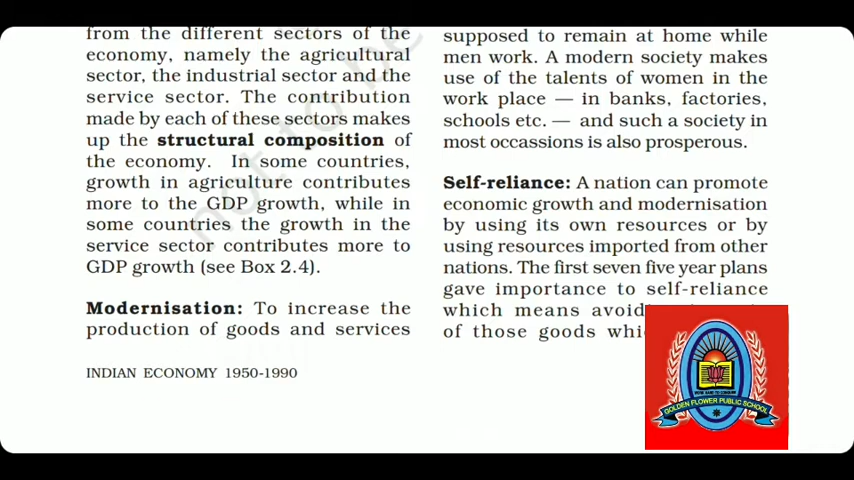 from the different sectors of the
economy, namely the agricultural
sector, the industrial sector and the
service sector. The contribution
made by each of these sectors makes
up the structural composition of
the economy. In some countries,
growth in agriculture contributes
more to the GDP growth, while in
some countries the growth in the
service sector contributes more to
GDP growth (see Box 2.4).
Modernisation: To increase the
production of goods and services
INDIAN ECONOMY 1950-1990
supposed to remain at home while
men work. A modern society makes
use of the talents of women in the
work place — in banks, factories,
schools etc. — and such a society in
most occassions is also prosperous.
Self-reliance: A nation can promote
economic growth and modernisation
by using its own resources or by
using resources imported from other
nations. The first seven five year plans
gave importance to self-reliance
which means
of those goods
GOLDEN FLOWER PUBLIC SCHOOL
not to be